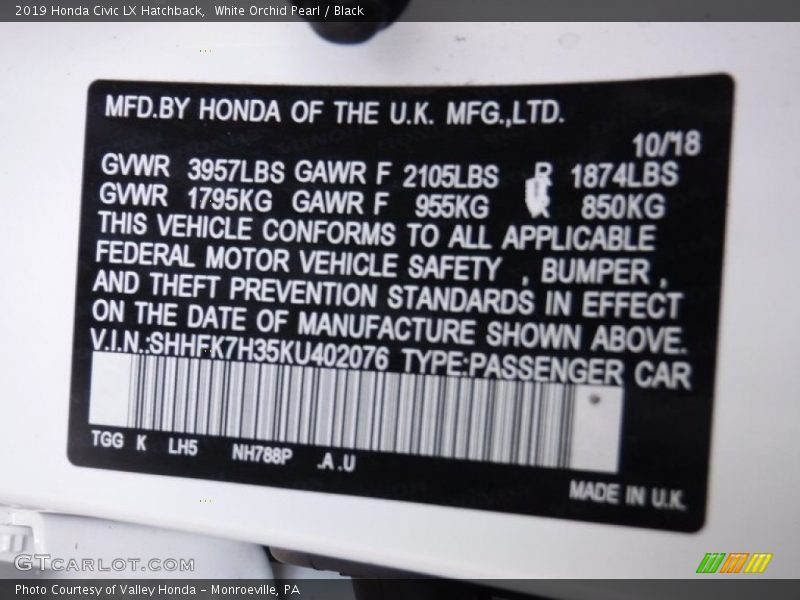 2019 Honda Civic LX Hatchback, White Orchid Pearl / Black
MFD.BY HONDA OF THE U.K. MFG.,LTD.
10/18
GVWR 3957LBS GAWR F 2105LBS R 1874LBS
GVWR 1795KG GAWR F 955KG R 850KG
THIS VEHICLE CONFORMS TO ALL APPLICABLE
FEDERAL MOTOR VEHICLE SAFETY , BUMPER ,
AND THEFT PREVENTION STANDARDS IN EFFECT
ON THE DATE OF MANUFACTURE SHOWN ABOVE.
V.I.N.:SHHFK7H35KU402076 TYPE:PASSENGER CAR
TGG K LH5 NH788P .A .U
MADE IN U.K.
GTCARLOT.COM
Photo Courtesy of Valley Honda - Monroeville, PA